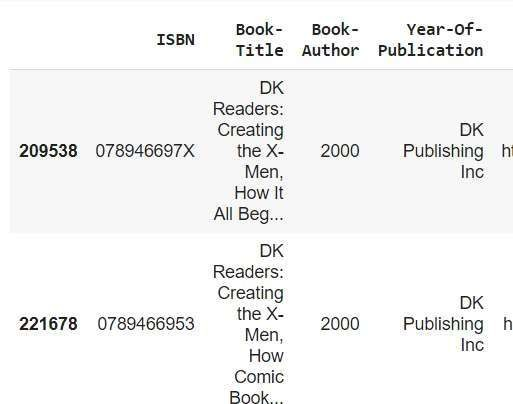 ISBN Book-Title Book-Author Year-Of-Publication
209538 078946697X DK Readers: Creating the X-Men, How It All Beg... 2000 DK Publishing Inc ht
221678 0789466953 DK Readers: Creating the X-Men, How Comic Book... 2000 DK Publishing Inc h